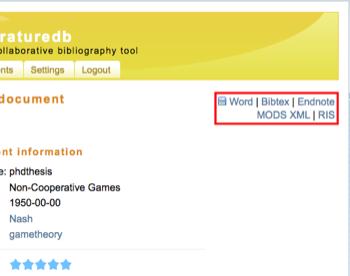 raturedb
ollaborative bibliography tool
nts Settings Logout
document
Word | Bibtex | Endnote
MODS XML | RIS
nt information
e: phdthesis
Non-Cooperative Games
1950-00-00
Nash
gametheory